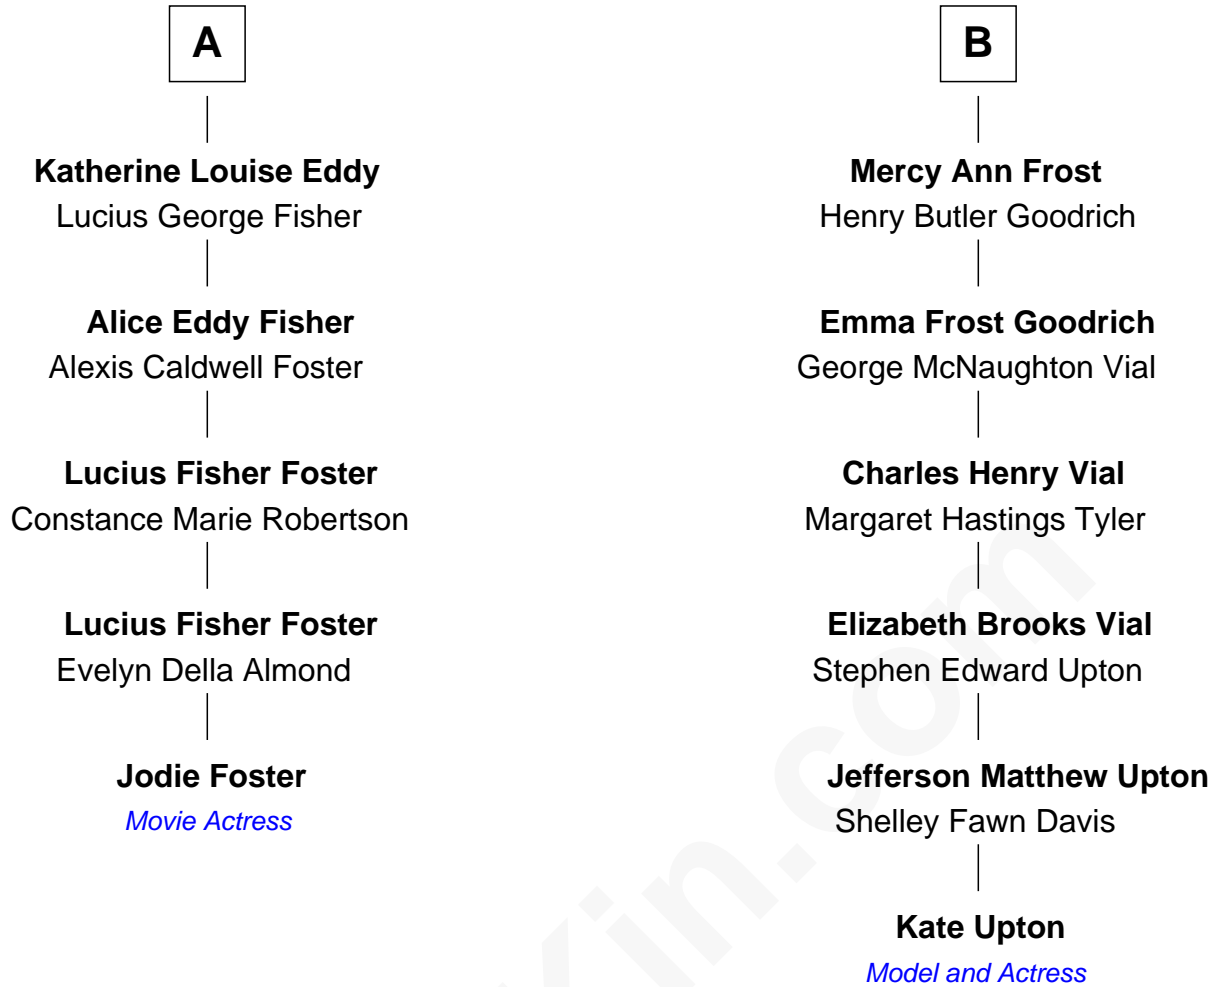 A
Katherine Louise Eddy
Lucius George Fisher
Alice Eddy Fisher
Alexis Caldwell Foster
Lucius Fisher Foster
Constance Marie Robertson
Lucius Fisher Foster
Evelyn Della Almond
Jodie Foster
Movie Actress
B
Mercy Ann Frost
Henry Butler Goodrich
Emma Frost Goodrich
George McNaughton Vial
Charles Henry Vial
Margaret Hastings Tyler
Elizabeth Brooks Vial
Stephen Edward Upton
Jefferson Matthew Upton
Shelley Fawn Davis
Kate Upton
Model and Actress
Kin.com